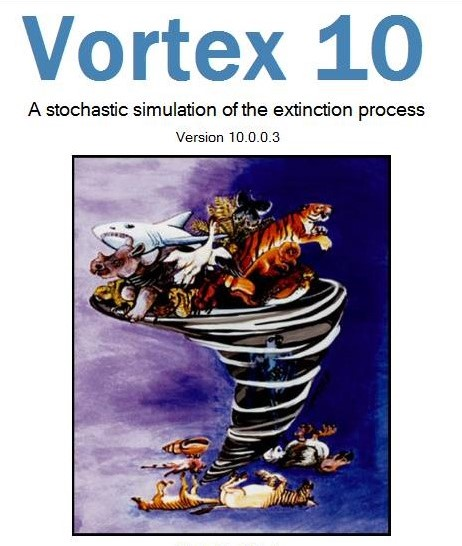 Vortex 10
A stochastic simulation of the extinction process
Version 10.0.0.3